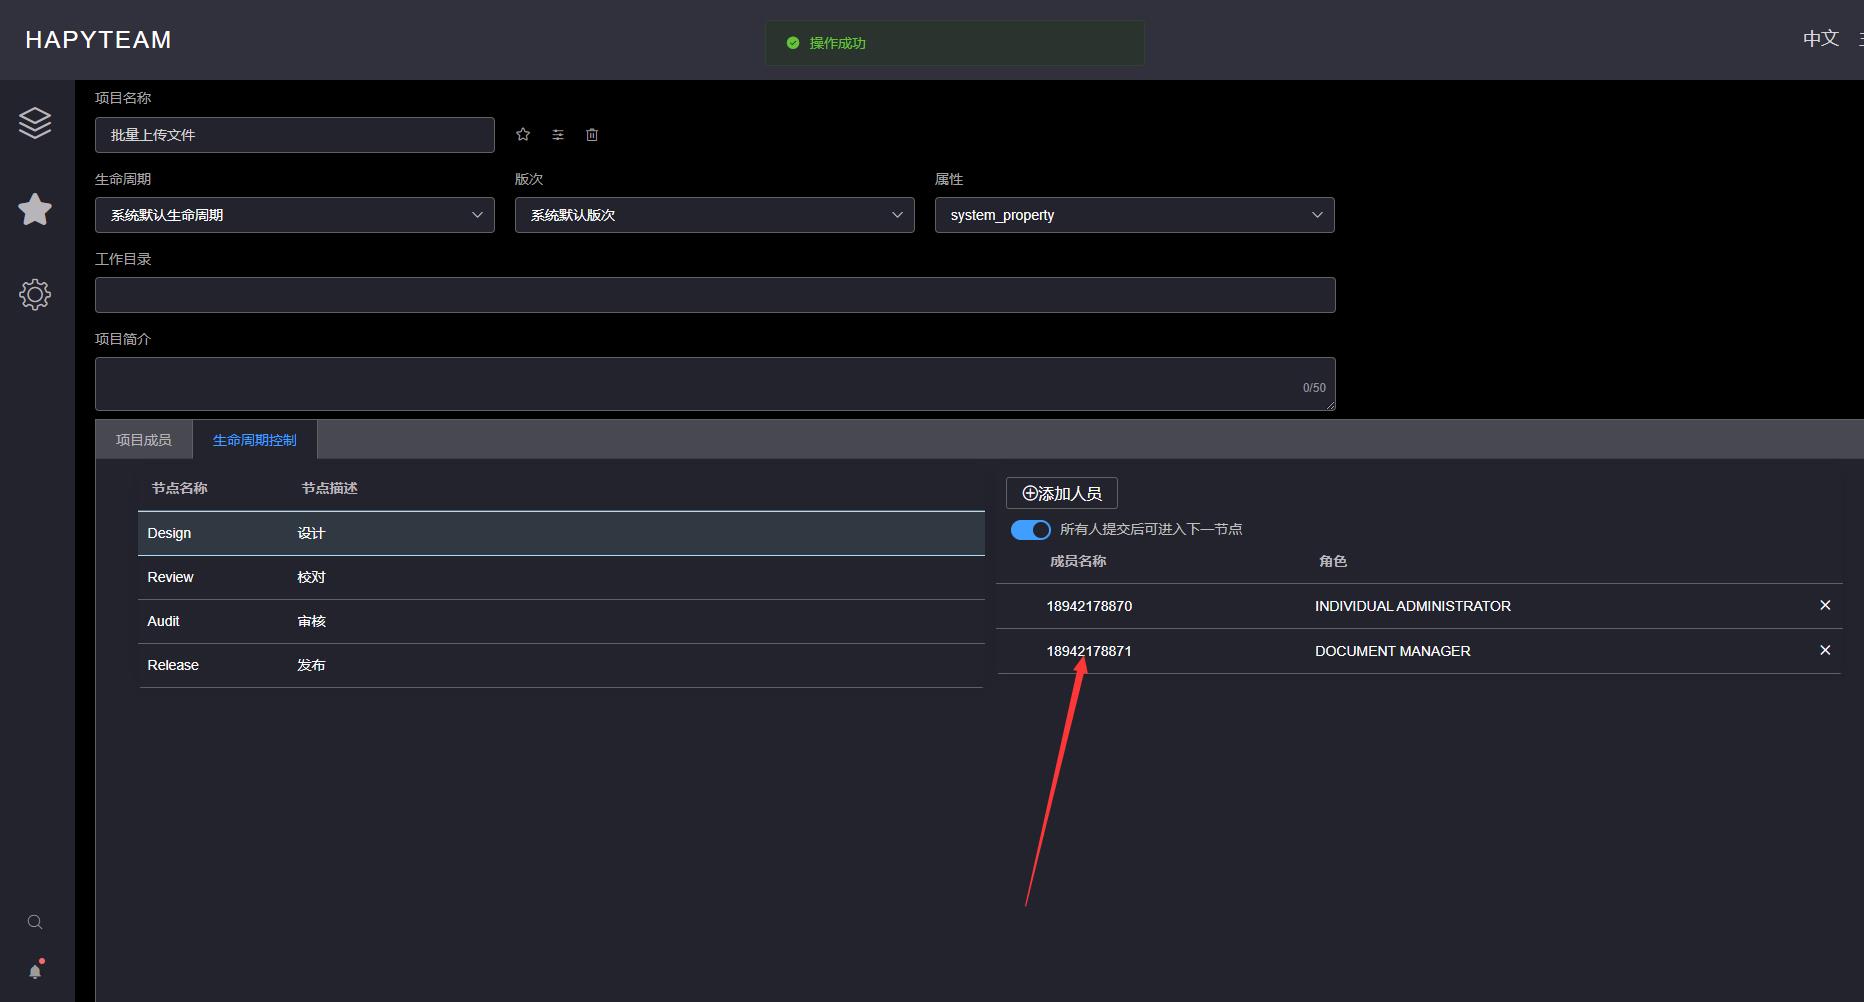 HAPYTEAM
操作成功
中文
项目名称
批量上传文件
生命周期 版次 属性
系统默认生命周期 系统默认版次 system_property
工作目录
项目简介
0/50
项目成员 生命周期控制
节点名称 节点描述
Design 设计
Review 校对
Audit 审核
Release 发布
添加人员
所有人提交后可进入下一节点
成员名称 角色
18942178870 INDIVIDUAL ADMINISTRATOR
18942178871 DOCUMENT MANAGER